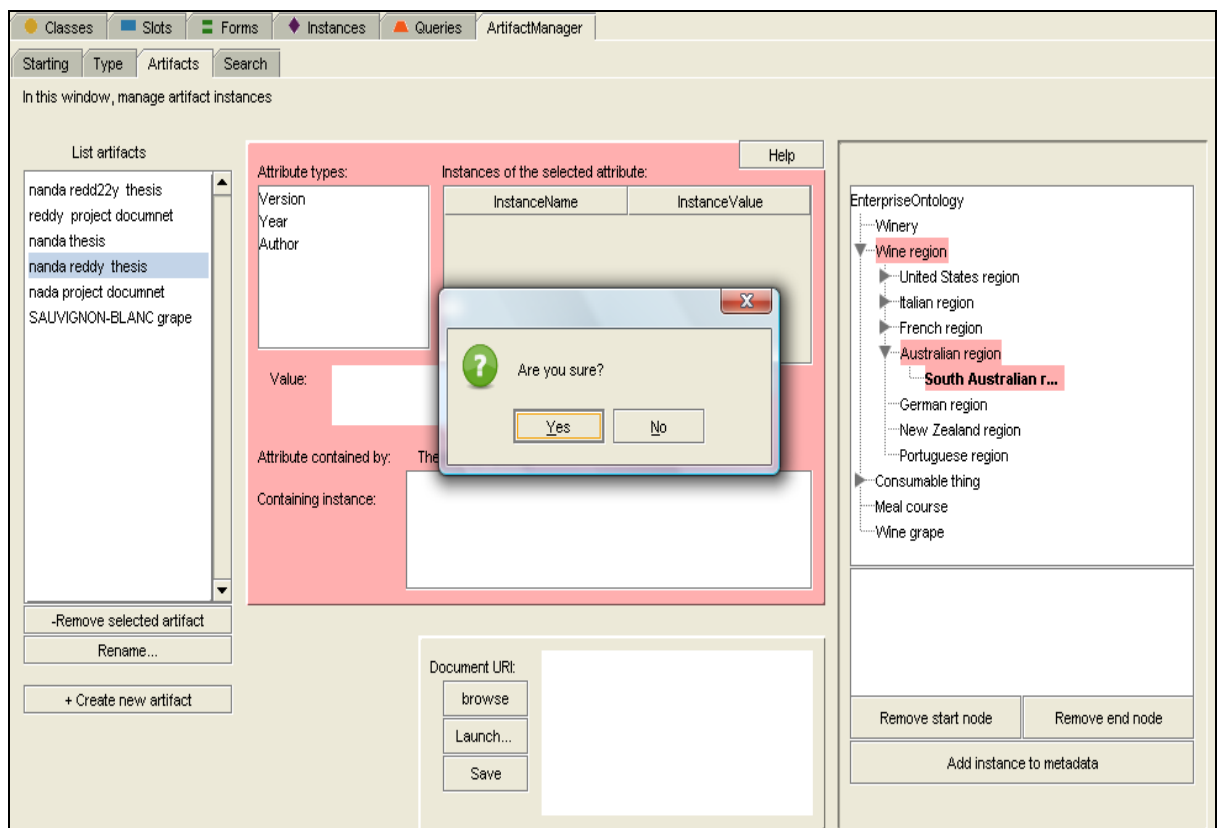 Classes Slots Forms Instances Queries ArtifactManager
Starting Type Artifacts Search
In this window, manage artifact instances
List artifacts
nanda redd22y thesis
reddy project documnet
nanda thesis
nanda reddy thesis
nada project documnet
SAUVIGNON-BLANC grape
-Remove selected artifact
Rename...
+ Create new artifact
Help
Attribute types:
Version
Year
Author
Instances of the selected attribute:
InstanceName InstanceValue
Value:
Attribute contained by: The
Containing instance:
X
?
Are you sure?
Yes No
Document URI:
browse
Launch...
Save
EnterpriseOntology
Winery
Wine region
United States region
Italian region
French region
Australian region
South Australian r...
German region
New Zealand region
Portuguese region
Consumable thing
Meal course
Wine grape
Remove start node Remove end node
Add instance to metadata